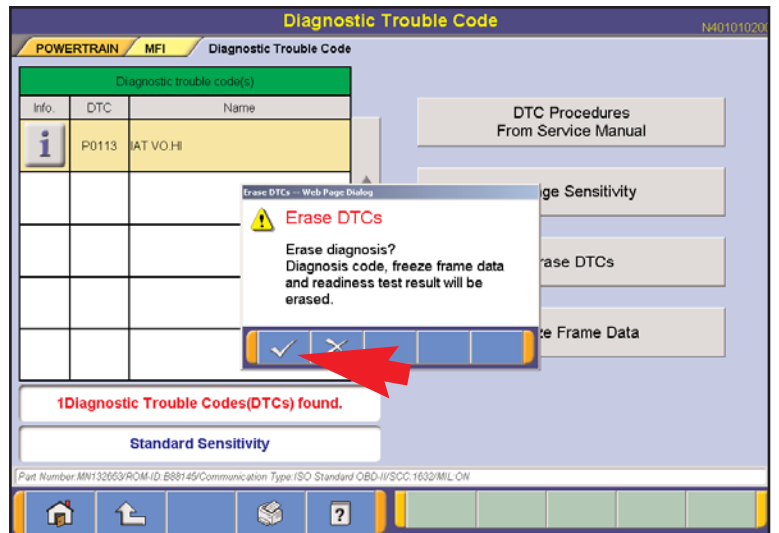 Diagnostic Trouble Code
N401010200
POWERTRAIN
MFI
Diagnostic Trouble Code
Diagnostic trouble code(s)
Info.
DTC
Name
i
P0113
IAT VO.HI
DTC Procedures
From Service Manual
ge Sensitivity
rase DTCs
ze Frame Data
Erase DTCs -- Web Page Dialog
Erase DTCs
Erase diagnosis?
Diagnosis code, freeze frame data
and readiness test result will be
erased.
1Diagnostic Trouble Codes(DTCs) found.
Standard Sensitivity
Part Number:MN132663/ROM-ID:B88145/Communication Type:ISO Standard OBD-II/SCC:1632/MIL:ON
?